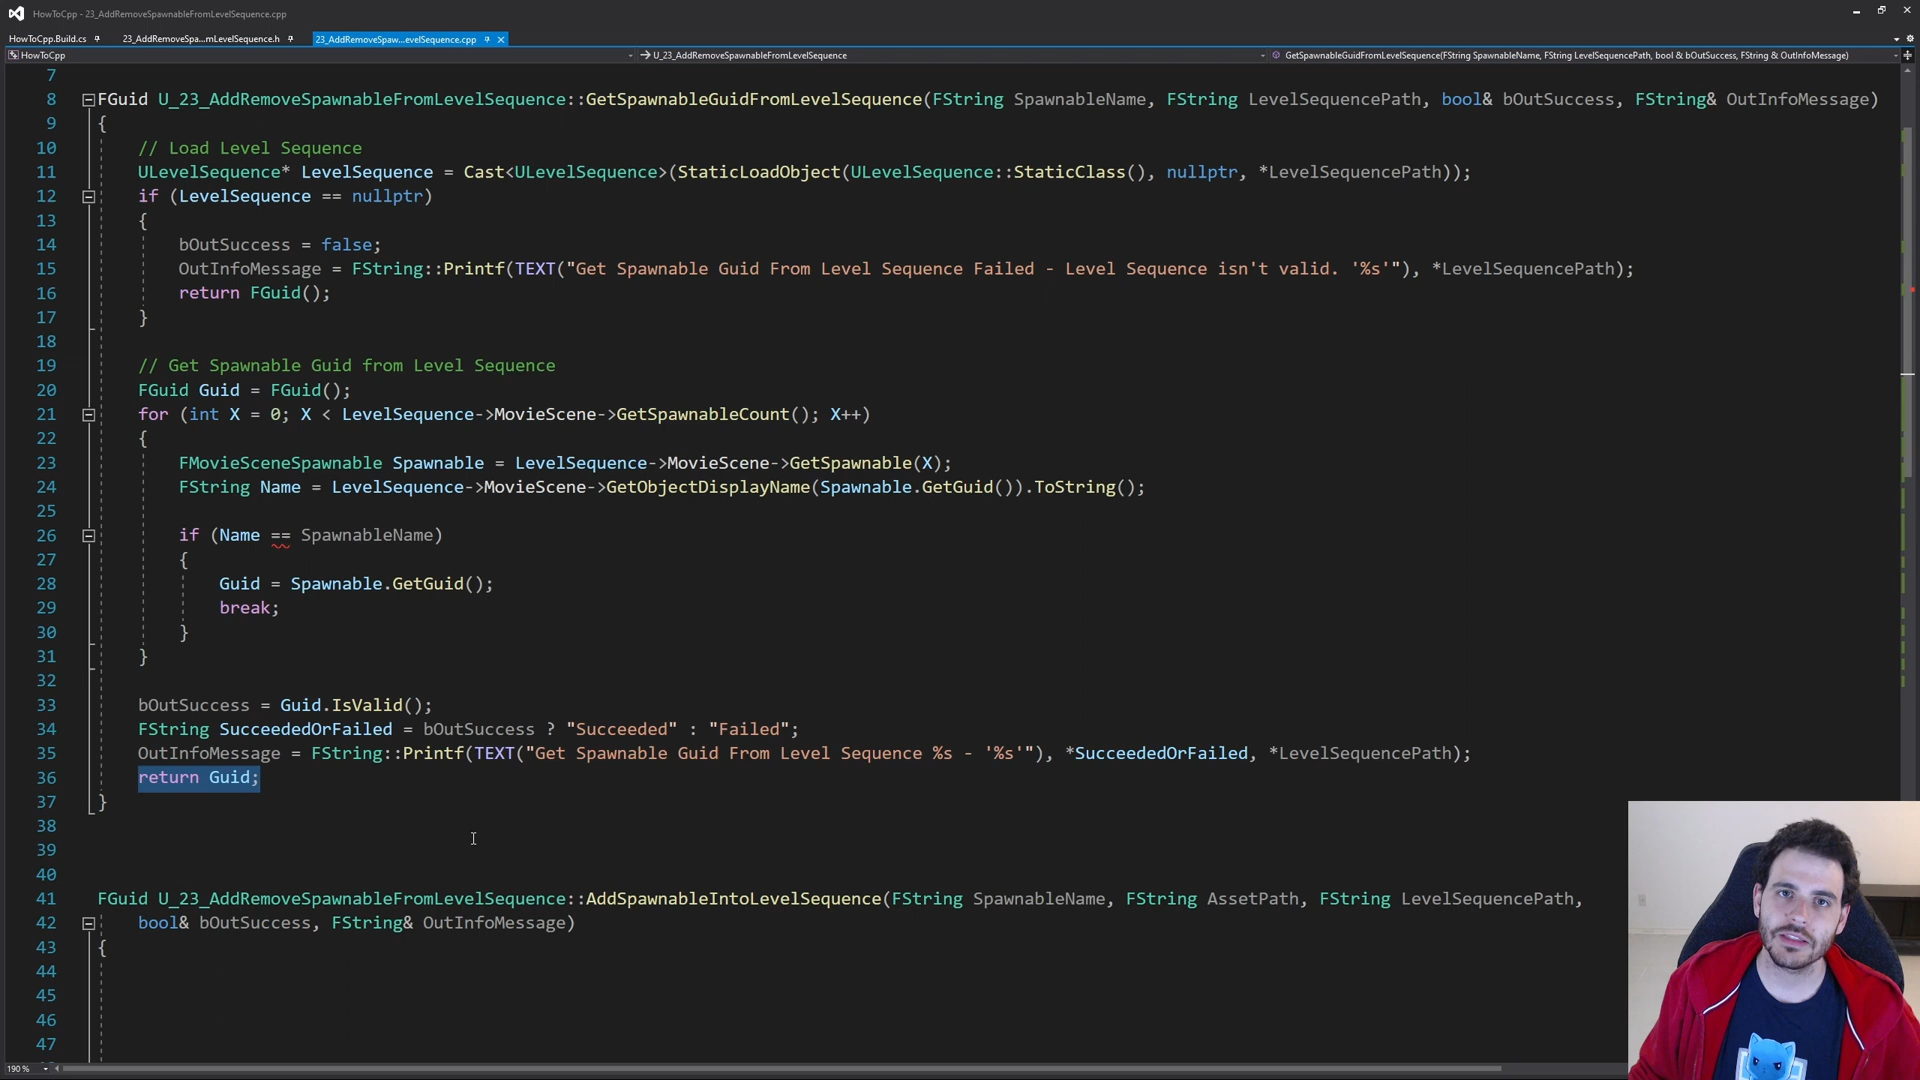 HowToCpp - 23_AddRemoveSpawnableFromLevelSequence.cpp
HowToCpp.Build.cs 23_AddRemoveSpa...mLevelSequence.h 23_AddRemoveSpaw...evelSequence.cpp
HowToCpp U_23_AddRemoveSpawnableFromLevelSequence GetSpawnableGuidFromLevelSequence(FString SpawnableName, FString LevelSequencePath, bool & bOutSuccess, FString & OutInfoMessage)
7
8 FGuid U_23_AddRemoveSpawnableFromLevelSequence::GetSpawnableGuidFromLevelSequence(FString SpawnableName, FString LevelSequencePath, bool& bOutSuccess, FString& OutInfoMessage)
9 {
10 // Load Level Sequence
11 ULevelSequence* LevelSequence = Cast<ULevelSequence>(StaticLoadObject(ULevelSequence::StaticClass(), nullptr, *LevelSequencePath));
12 if (LevelSequence == nullptr)
13 {
14 bOutSuccess = false;
15 OutInfoMessage = FString::Printf(TEXT("Get Spawnable Guid From Level Sequence Failed - Level Sequence isn't valid. '%s'"), *LevelSequencePath);
16 return FGuid();
17 }
18
19 // Get Spawnable Guid from Level Sequence
20 FGuid Guid = FGuid();
21 for (int X = 0; X < LevelSequence->MovieScene->GetSpawnableCount(); X++)
22 {
23 FMovieSceneSpawnable Spawnable = LevelSequence->MovieScene->GetSpawnable(X);
24 FString Name = LevelSequence->MovieScene->GetObjectDisplayName(Spawnable.GetGuid()).ToString();
25
26 if (Name == SpawnableName)
27 {
28 Guid = Spawnable.GetGuid();
29 break;
30 }
31 }
32
33 bOutSuccess = Guid.IsValid();
34 FString SucceededOrFailed = bOutSuccess ? "Succeeded" : "Failed";
35 OutInfoMessage = FString::Printf(TEXT("Get Spawnable Guid From Level Sequence %s - '%s'"), *SucceededOrFailed, *LevelSequencePath);
36 return Guid;
37 }
38
39
40
41 FGuid U_23_AddRemoveSpawnableFromLevelSequence::AddSpawnableIntoLevelSequence(FString SpawnableName, FString AssetPath, FString LevelSequencePath,
42 bool& bOutSuccess, FString& OutInfoMessage)
43 {
44
45
46
47
190 %